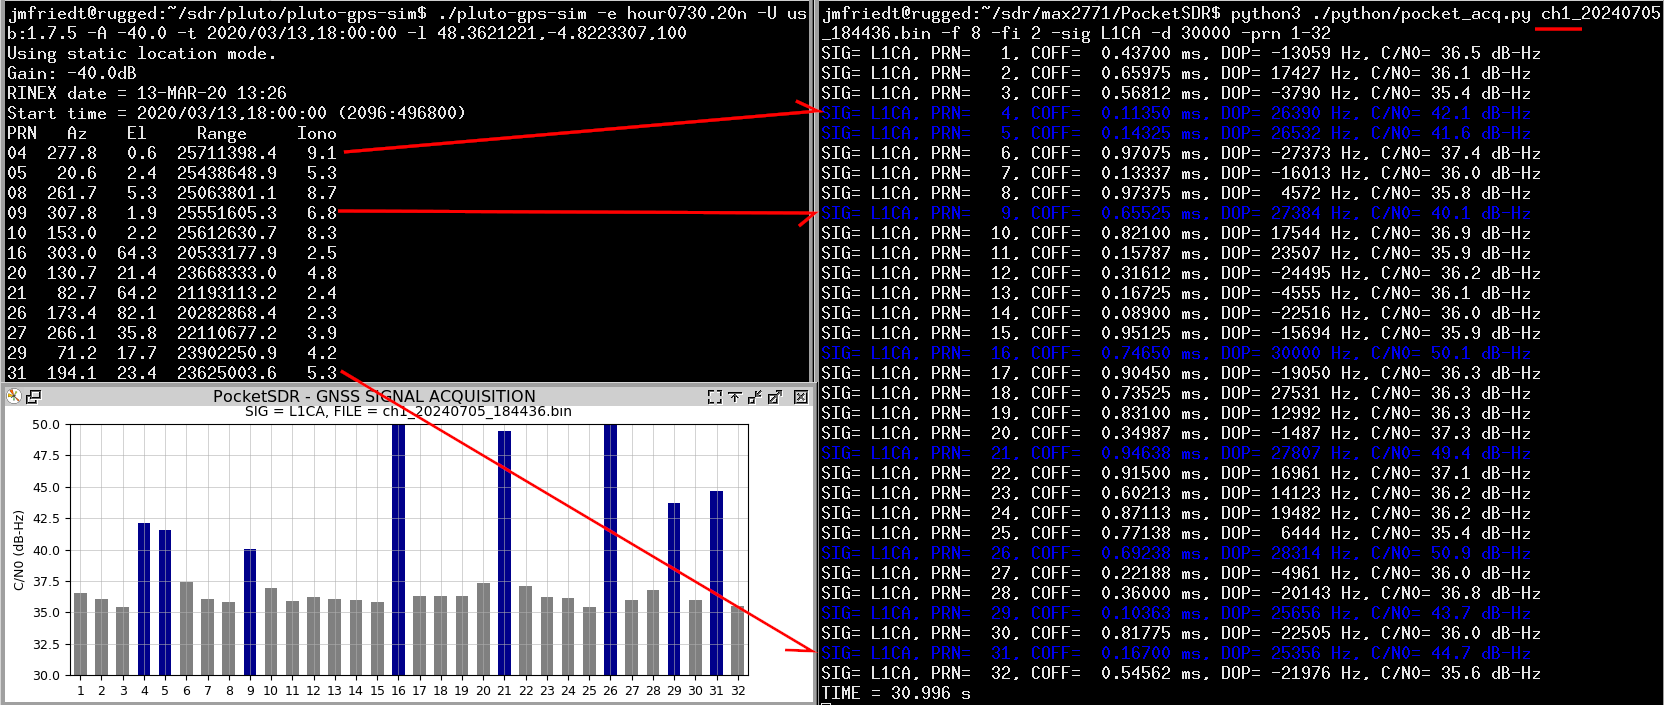 jmfriedt@rugged:~/sdr/pluto/pluto-gps-sim$ ./pluto-gps-sim -e hour0730.20n -U us
b:1.7.5 -A -40.0 -t 2020/03/13,18:00:00 -l 48.3621221,-4.8223307,100
Using static location mode.
Gain: -40.0dB
RINEX date = 13-MAR-20 13:26
Start time = 2020/03/13,18:00:00 (2096:496800)
PRN Az El Range Iono
04 277.8 0.6 25711398.4 9.1
05 20.6 2.4 25438648.9 5.3
08 261.7 5.3 25063801.1 8.7
09 307.8 1.9 25551605.3 6.8
10 153.0 2.2 25612630.7 8.3
16 303.0 64.3 20533177.9 2.5
20 130.7 21.4 23668333.0 4.8
21 82.7 64.2 21193113.2 2.4
26 173.4 82.1 20282868.4 2.3
27 266.1 35.8 22110677.2 3.9
29 71.2 17.7 23902250.9 4.2
31 194.1 23.4 23625003.6 5.3
PocketSDR - GNSS SIGNAL ACQUISITION
SIG = L1CA, FILE = ch1_20240705_184436.bin
50.0
47.5
45.0
42.5
40.0
37.5
35.0
32.5
30.0
C/N0 (dB-Hz)
1 2 3 4 5 6 7 8 9 10 11 12 13 14 15 16 17 18 19 20 21 22 23 24 25 26 27 28 29 30 31 32
jmfriedt@rugged:~/sdr/max2771/PocketSDR$ python3 ./python/pocket_acq.py ch1_20240705
_184436.bin -f 8 -fi 2 -sig L1CA -d 30000 -prn 1-32
SIG= L1CA, PRN= 1, COFF= 0.43700 ms, DOP= -13059 Hz, C/N0= 36.5 dB-Hz
SIG= L1CA, PRN= 2, COFF= 0.65975 ms, DOP= 17427 Hz, C/N0= 36.1 dB-Hz
SIG= L1CA, PRN= 3, COFF= 0.56812 ms, DOP= -3790 Hz, C/N0= 35.4 dB-Hz
SIG= L1CA, PRN= 4, COFF= 0.11350 ms, DOP= 26390 Hz, C/N0= 42.1 dB-Hz
SIG= L1CA, PRN= 5, COFF= 0.14325 ms, DOP= 26532 Hz, C/N0= 41.6 dB-Hz
SIG= L1CA, PRN= 6, COFF= 0.97075 ms, DOP= -27373 Hz, C/N0= 37.4 dB-Hz
SIG= L1CA, PRN= 7, COFF= 0.13337 ms, DOP= -16013 Hz, C/N0= 36.0 dB-Hz
SIG= L1CA, PRN= 8, COFF= 0.97375 ms, DOP= 4572 Hz, C/N0= 35.8 dB-Hz
SIG= L1CA, PRN= 9, COFF= 0.65525 ms, DOP= 27384 Hz, C/N0= 40.1 dB-Hz
SIG= L1CA, PRN= 10, COFF= 0.82100 ms, DOP= 17544 Hz, C/N0= 36.9 dB-Hz
SIG= L1CA, PRN= 11, COFF= 0.15787 ms, DOP= 23507 Hz, C/N0= 35.9 dB-Hz
SIG= L1CA, PRN= 12, COFF= 0.31612 ms, DOP= -24495 Hz, C/N0= 36.2 dB-Hz
SIG= L1CA, PRN= 13, COFF= 0.16725 ms, DOP= -4555 Hz, C/N0= 36.1 dB-Hz
SIG= L1CA, PRN= 14, COFF= 0.08900 ms, DOP= -22516 Hz, C/N0= 36.0 dB-Hz
SIG= L1CA, PRN= 15, COFF= 0.95125 ms, DOP= -15694 Hz, C/N0= 35.9 dB-Hz
SIG= L1CA, PRN= 16, COFF= 0.74650 ms, DOP= 30000 Hz, C/N0= 50.1 dB-Hz
SIG= L1CA, PRN= 17, COFF= 0.90450 ms, DOP= -19050 Hz, C/N0= 36.3 dB-Hz
SIG= L1CA, PRN= 18, COFF= 0.73525 ms, DOP= 27531 Hz, C/N0= 36.3 dB-Hz
SIG= L1CA, PRN= 19, COFF= 0.83100 ms, DOP= 12992 Hz, C/N0= 36.3 dB-Hz
SIG= L1CA, PRN= 20, COFF= 0.34987 ms, DOP= -1487 Hz, C/N0= 37.3 dB-Hz
SIG= L1CA, PRN= 21, COFF= 0.94638 ms, DOP= 27807 Hz, C/N0= 49.4 dB-Hz
SIG= L1CA, PRN= 22, COFF= 0.91500 ms, DOP= 16961 Hz, C/N0= 37.1 dB-Hz
SIG= L1CA, PRN= 23, COFF= 0.60213 ms, DOP= 14123 Hz, C/N0= 36.2 dB-Hz
SIG= L1CA, PRN= 24, COFF= 0.87113 ms, DOP= 19482 Hz, C/N0= 36.2 dB-Hz
SIG= L1CA, PRN= 25, COFF= 0.77138 ms, DOP= 6444 Hz, C/N0= 35.4 dB-Hz
SIG= L1CA, PRN= 26, COFF= 0.69238 ms, DOP= 28314 Hz, C/N0= 50.9 dB-Hz
SIG= L1CA, PRN= 27, COFF= 0.22188 ms, DOP= -4961 Hz, C/N0= 36.0 dB-Hz
SIG= L1CA, PRN= 28, COFF= 0.36000 ms, DOP= -20143 Hz, C/N0= 36.8 dB-Hz
SIG= L1CA, PRN= 29, COFF= 0.10363 ms, DOP= 25656 Hz, C/N0= 43.7 dB-Hz
SIG= L1CA, PRN= 30, COFF= 0.81775 ms, DOP= -22505 Hz, C/N0= 36.0 dB-Hz
SIG= L1CA, PRN= 31, COFF= 0.16700 ms, DOP= 25356 Hz, C/N0= 44.7 dB-Hz
SIG= L1CA, PRN= 32, COFF= 0.54562 ms, DOP= -21976 Hz, C/N0= 35.6 dB-Hz
TIME = 30.996 s